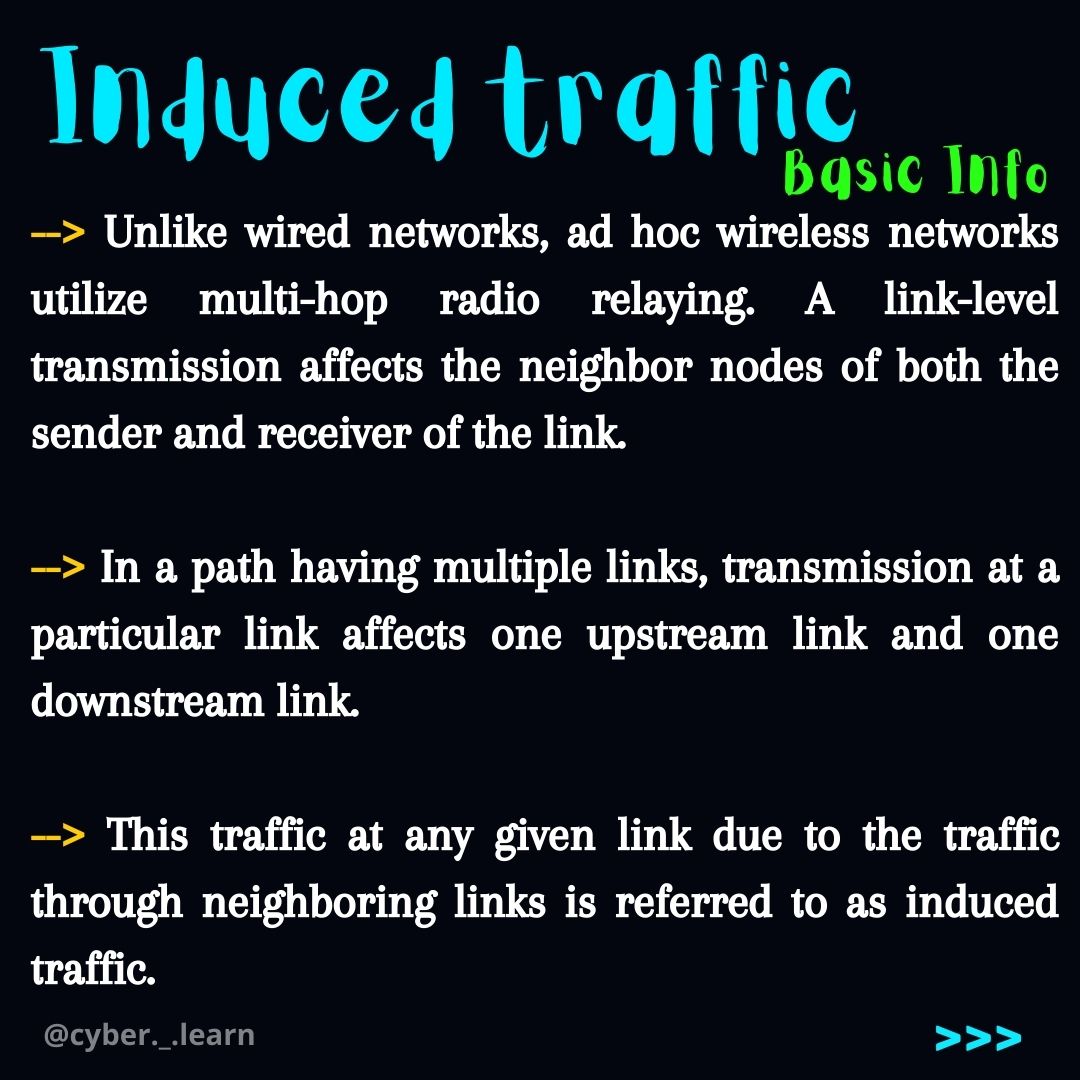 Induced traffic
Basic Info
--> Unlike wired networks, ad hoc wireless networks
utilize multi-hop radio relaying. A link-level
transmission affects the neighbor nodes of both the
sender and receiver of the link.
--> In a path having multiple links, transmission at a
particular link affects one upstream link and one
downstream link.
--> This traffic at any given link due to the traffic
through neighboring links is referred to as induced
traffic.
@cyber._.learn
>>>